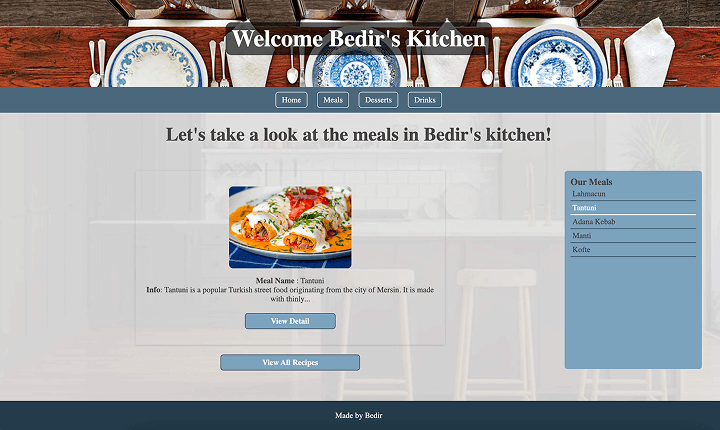 Welcome Bedir's Kitchen
Home
Meals
Desserts
Drinks
Let's take a look at the meals in Bedir's kitchen!
Meal Name : Tantuni
Info: Tantuni is a popular Turkish street food originating from the city of Mersin. It is made
with thinly...
View Detail
View All Recipes
Our Meals
Lahmacun
Tantuni
Adana Kebab
Manti
Kofte
Made by Bedir